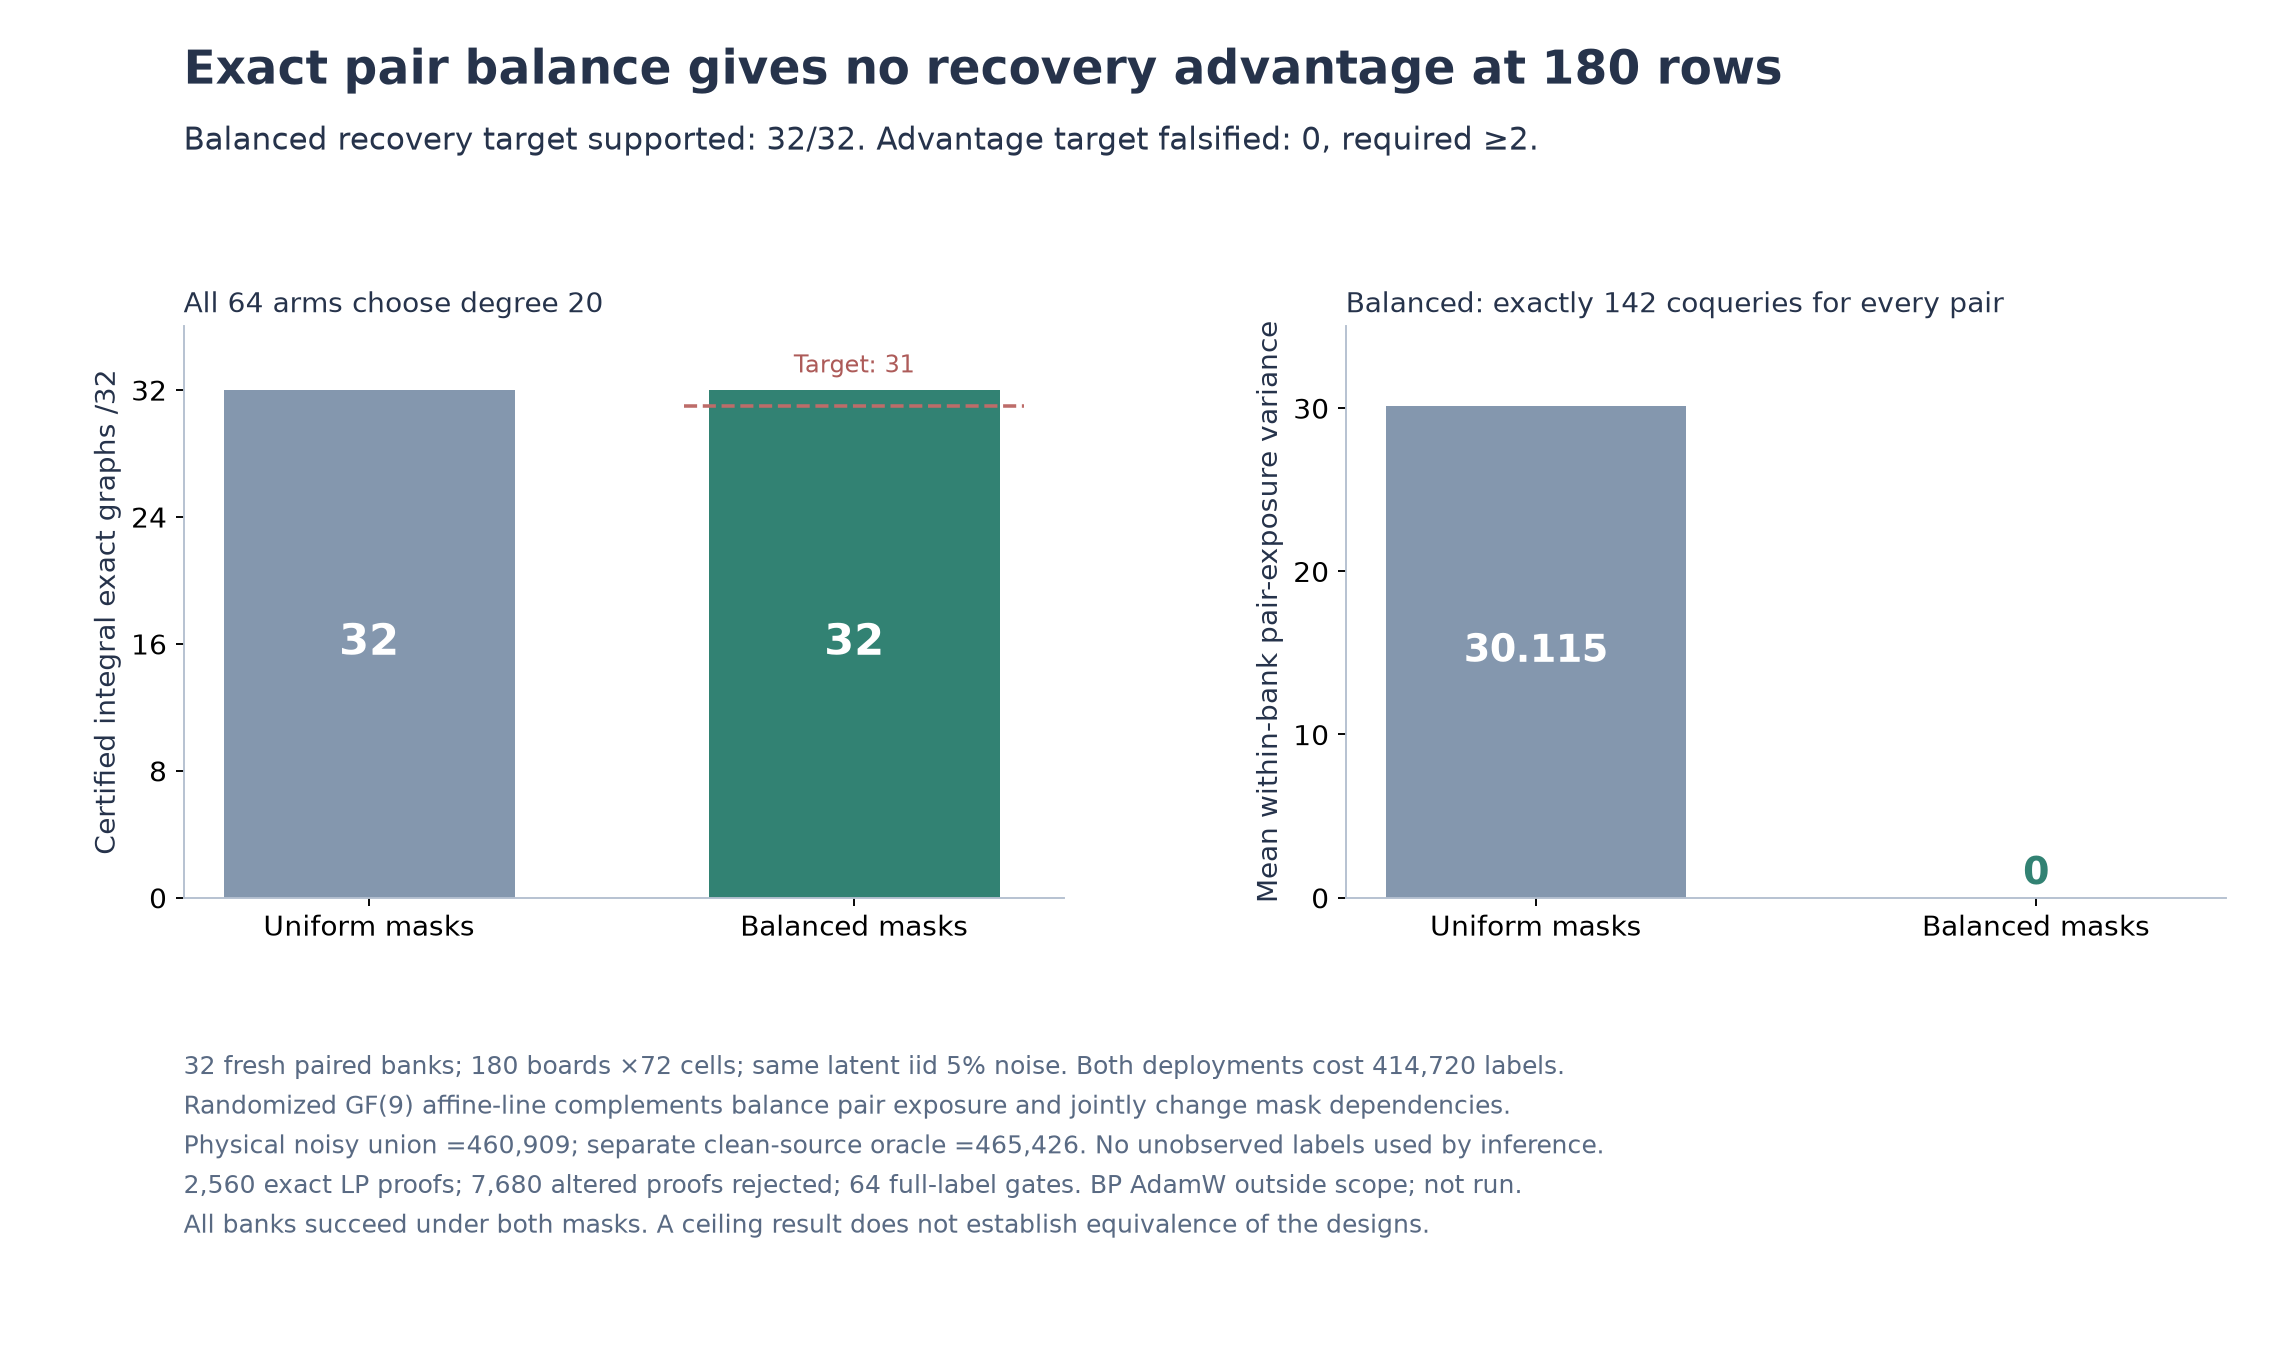 Exact pair balance gives no recovery advantage at 180 rows
Balanced recovery target supported: 32/32. Advantage target falsified: 0, required ≥2.
All 64 arms choose degree 20
Certified integral exact graphs /32
32
24
16
8
0
Target: 31
32
32
Uniform masks
Balanced masks
Balanced: exactly 142 coqueries for every pair
Mean within-bank pair-exposure variance
30
20
10
0
30.115
0
Uniform masks
Balanced masks
32 fresh paired banks; 180 boards ×72 cells; same latent iid 5% noise. Both deployments cost 414,720 labels.
Randomized GF(9) affine-line complements balance pair exposure and jointly change mask dependencies.
Physical noisy union =460,909; separate clean-source oracle =465,426. No unobserved labels used by inference.
2,560 exact LP proofs; 7,680 altered proofs rejected; 64 full-label gates. BP AdamW outside scope; not run.
All banks succeed under both masks. A ceiling result does not establish equivalence of the designs.